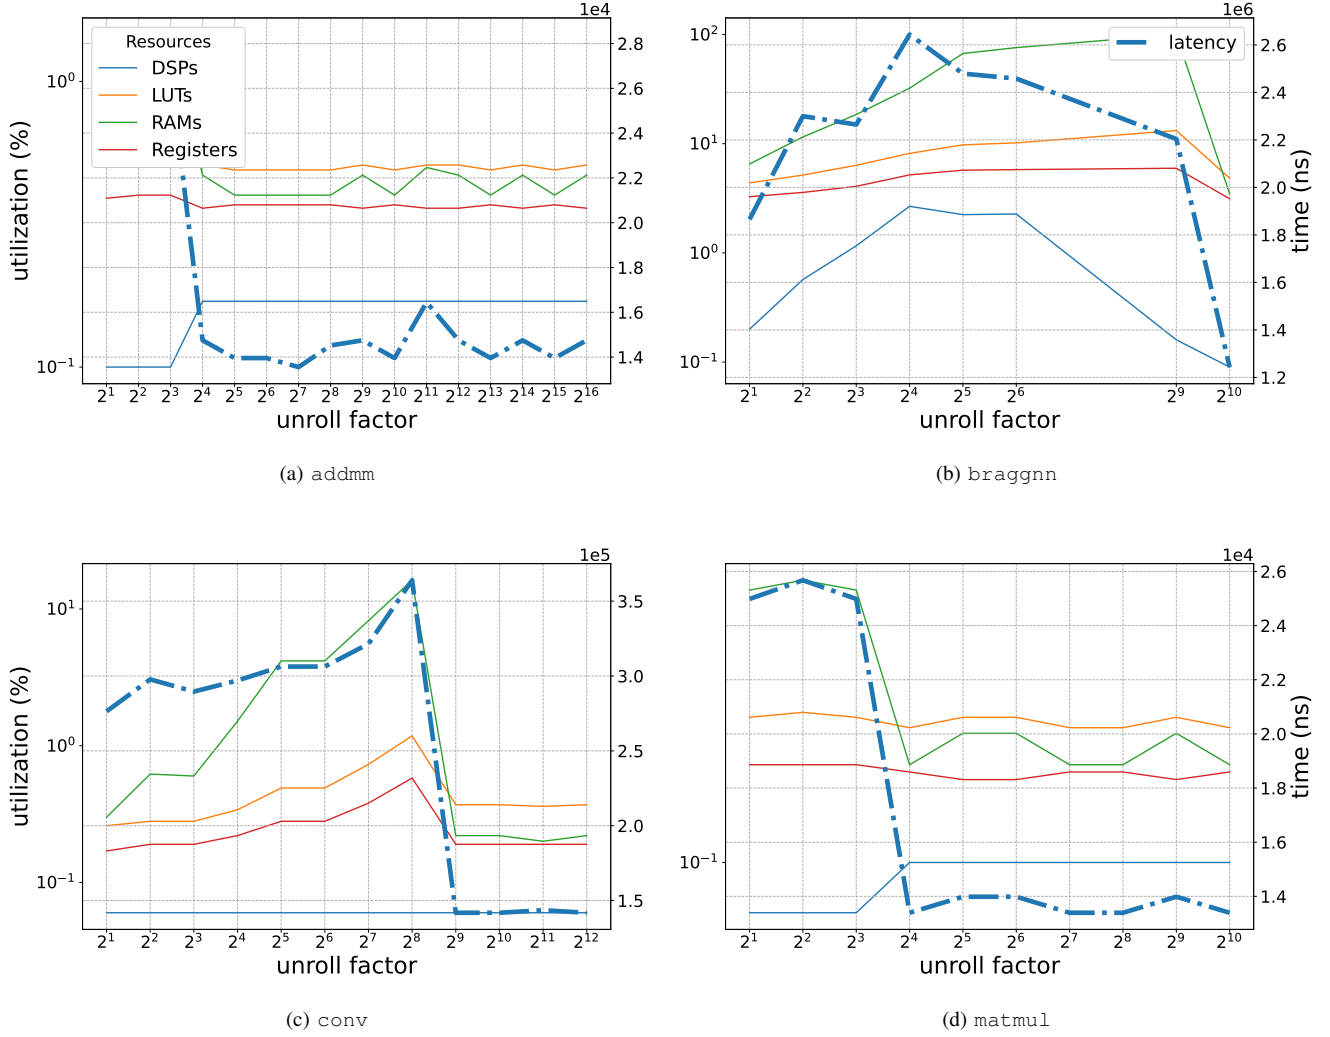 1e4
utilization (%)
10⁰
10⁻¹
Resources
DSPs
LUTs
RAMs
Registers
2.8
2.6
2.4
2.2
2.0
1.8
1.6
1.4
2¹ 2² 2³ 2⁴ 2⁵ 2⁶ 2⁷ 2⁸ 2⁹ 2¹⁰ 2¹¹ 2¹² 2¹³ 2¹⁴ 2¹⁵ 2¹⁶
unroll factor
(a) addmm
1e6
10²
10¹
10⁰
10⁻¹
latency
2.6
2.4
2.2
2.0
1.8
1.6
1.4
1.2
time (ns)
2¹ 2² 2³ 2⁴ 2⁵ 2⁶ 2⁹ 2¹⁰
unroll factor
(b) braggnn
1e5
utilization (%)
10¹
10⁰
10⁻¹
3.5
3.0
2.5
2.0
1.5
2¹ 2² 2³ 2⁴ 2⁵ 2⁶ 2⁷ 2⁸ 2⁹ 2¹⁰ 2¹¹ 2¹²
unroll factor
(c) conv
1e4
10⁻¹
2.6
2.4
2.2
2.0
1.8
1.6
1.4
time (ns)
2¹ 2² 2³ 2⁴ 2⁵ 2⁶ 2⁷ 2⁸ 2⁹ 2¹⁰
unroll factor
(d) matmul